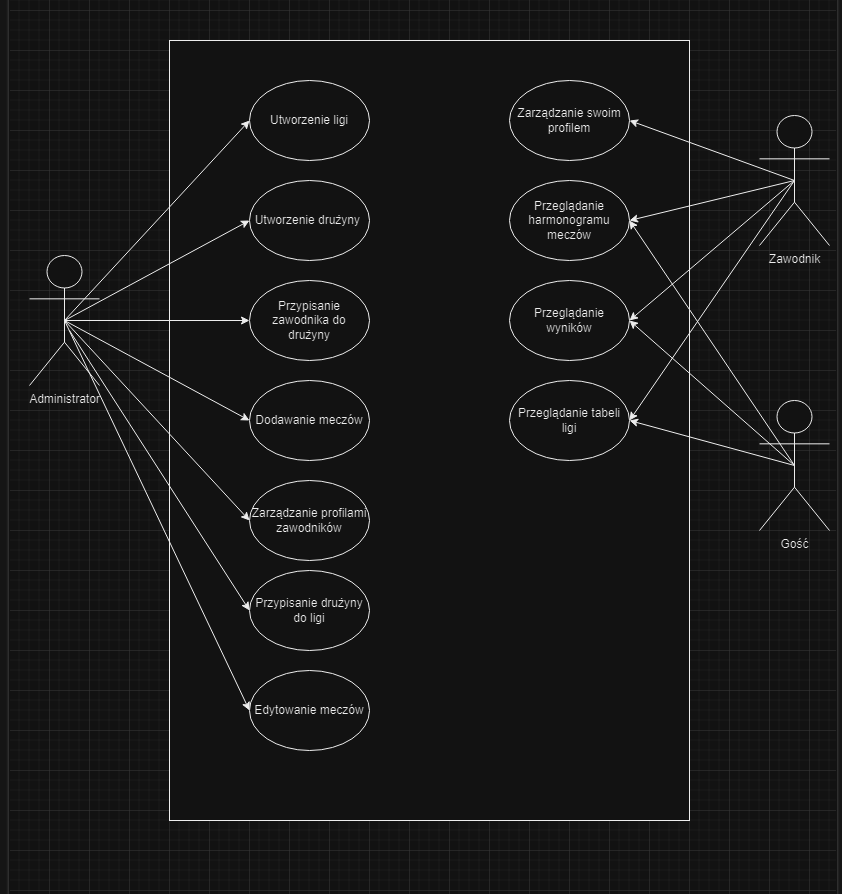 Utworzenie ligi
Utworzenie drużyny
Przypisanie
zawodnika do
drużyny
Dodawanie meczów
Zarządzanie profilami
zawodników
Przypisanie drużyny
do ligi
Edytowanie meczów
Administrator
Zarządzanie swoim
profilem
Przeglądanie
harmonogramu
meczów
Przeglądanie
wyników
Przeglądanie tabeli
ligi
Zawodnik
Gość